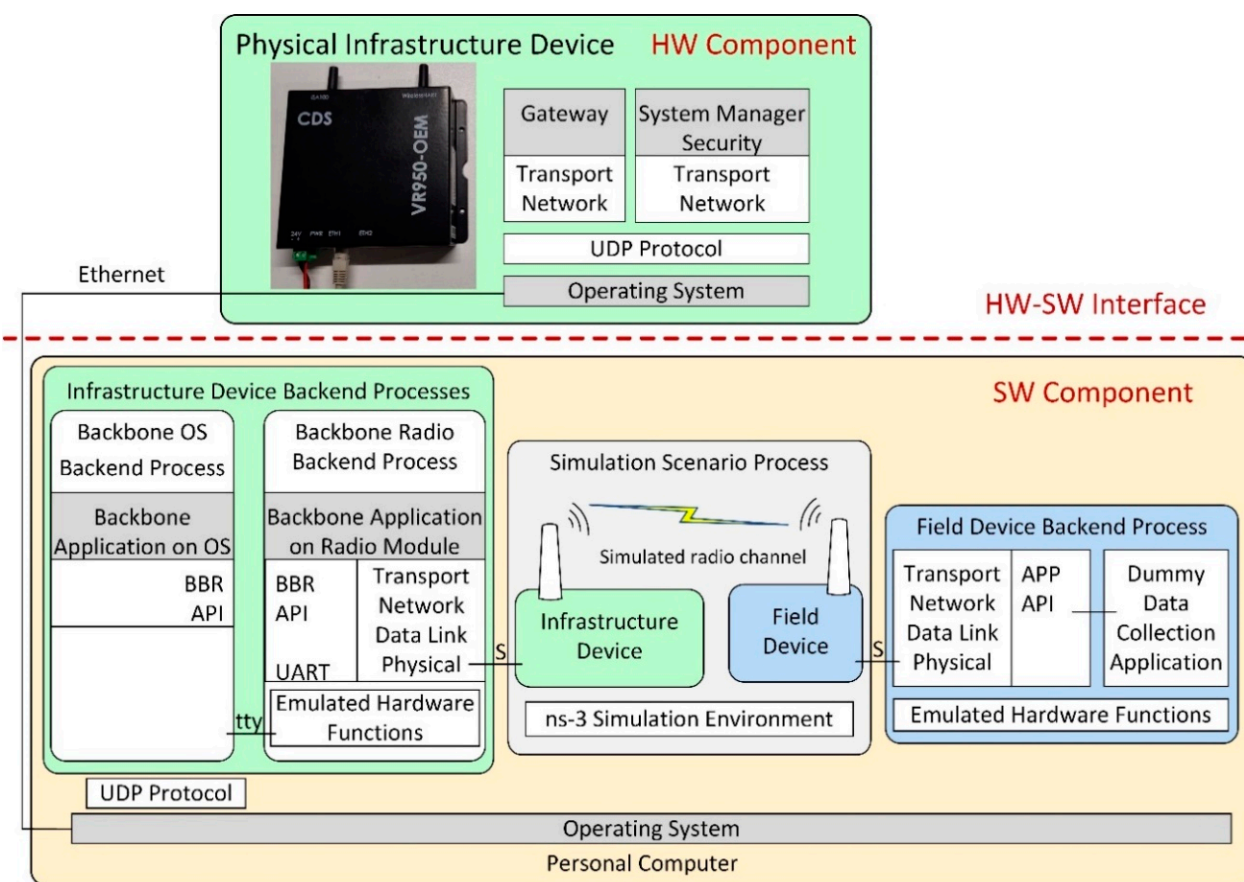 Physical Infrastructure Device HW Component
CDS
VR950-OEM
24V PWR ETH1 ETH2
Gateway
Transport
Network
System Manager
Security
Transport
Network
UDP Protocol
Operating System
Ethernet
HW-SW Interface
SW Component
Infrastructure Device Backend Processes
Backbone OS
Backend Process
Backbone
Application on OS
BBR
API
tty
Backbone Radio
Backend Process
Backbone Application
on Radio Module
BBR
API
UART
Transport
Network
Data Link
Physical
Emulated Hardware
Functions
S
Simulation Scenario Process
Simulated radio channel
Infrastructure
Device
Field
Device
ns-3 Simulation Environment
S
Field Device Backend Process
Transport
Network
Data Link
Physical
APP
API
Dummy
Data
Collection
Application
Emulated Hardware Functions
UDP Protocol
Operating System
Personal Computer